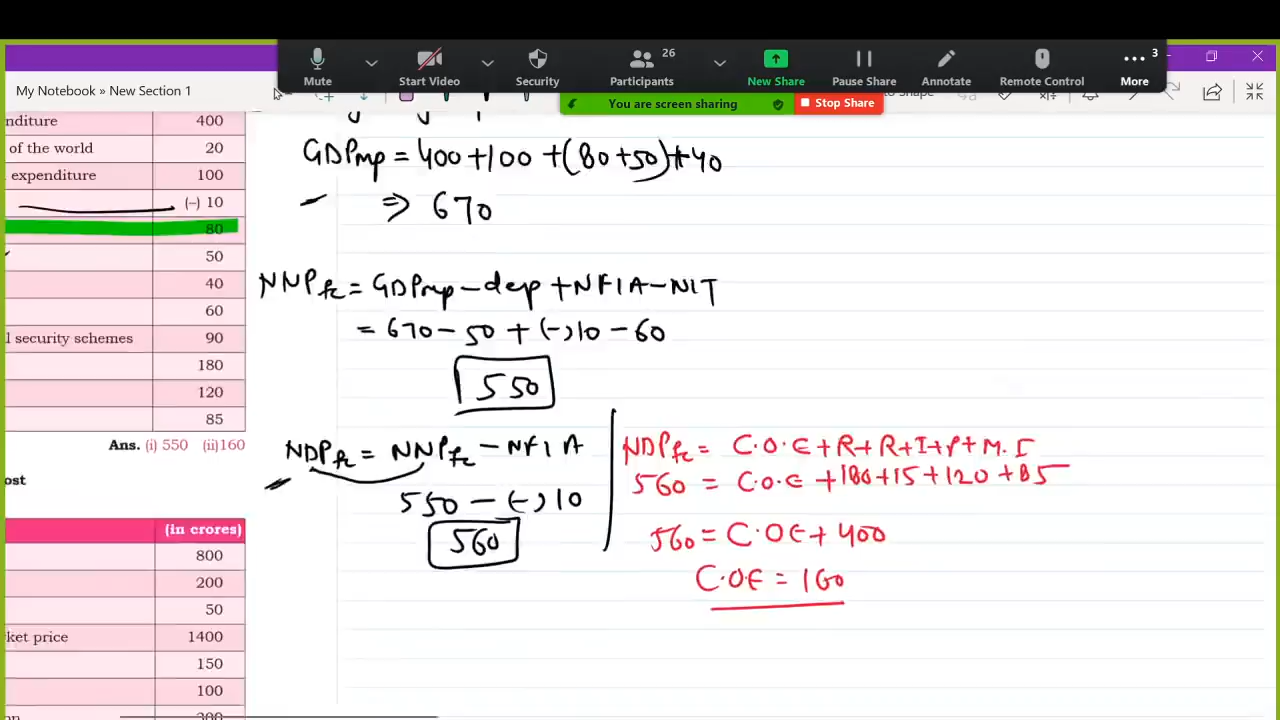 Mute
Start Video
Security
Participants 26
New Share
Pause Share
Annotate
Remote Control
More 3
You are screen sharing
Stop Share
My Notebook » New Section 1
nditure 400
of the world 20
expenditure 100
(–) 10
80
50
40
60
l security schemes 90
180
120
85
Ans. (i) 550 (ii)160
ost
(in crores)
800
200
50
ket price 1400
150
100
300
GDPmp = 400+100 +(80+50)+40
⇒ 670
NNPfc = GDPmp – dep + NFIA – NIT
= 670 – 50 + (–)10 – 60
550
NDPfc = NNPfc – NFIA
550 – (–)10
560
NDPfc = C.O.E+R+R+I+P+M.I
560 = C.O.E +180+15+120+85
560 = C.OE + 400
C.O.E = 160